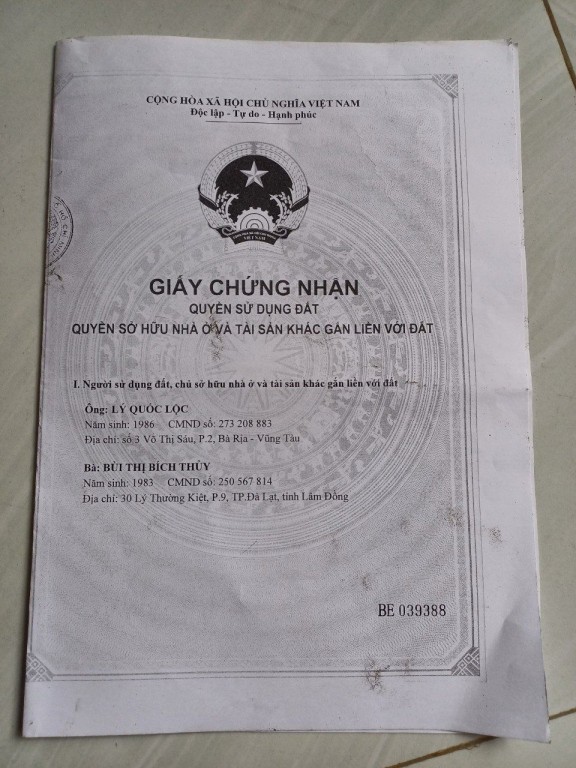 CỘNG HÒA XÃ HỘI CHỦ NGHĨA VIỆT NAM
Độc lập - Tự do - Hạnh phúc
VIỆT NAM
GIẤY CHỨNG NHẬN
QUYỀN SỬ DỤNG ĐẤT
QUYỀN SỞ HỮU NHÀ Ở VÀ TÀI SẢN KHÁC GẮN LIỀN VỚI ĐẤT
I. Người sử dụng đất, chủ sở hữu nhà ở và tài sản khác gắn liền với đất
Ông: LÝ QUỐC LỘC
Năm sinh: 1986 CMND số: 273 208 883
Địa chỉ: số 3 Võ Thị Sáu, P.2, Bà Rịa - Vũng Tàu
Bà: BÙI THỊ BÍCH THỦY
Năm sinh: 1983 CMND số: 250 567 814
Địa chỉ: 30 Lý Thường Kiệt, P.9, TP.Đà Lạt, tỉnh Lâm Đồng
BE 039388